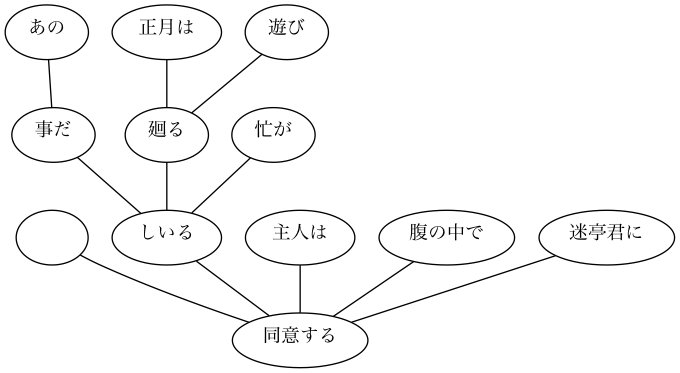 あの 正月は 遊び
事だ 廻る 忙が
しいる 主人は 腹の中で 迷亭君に
同意する